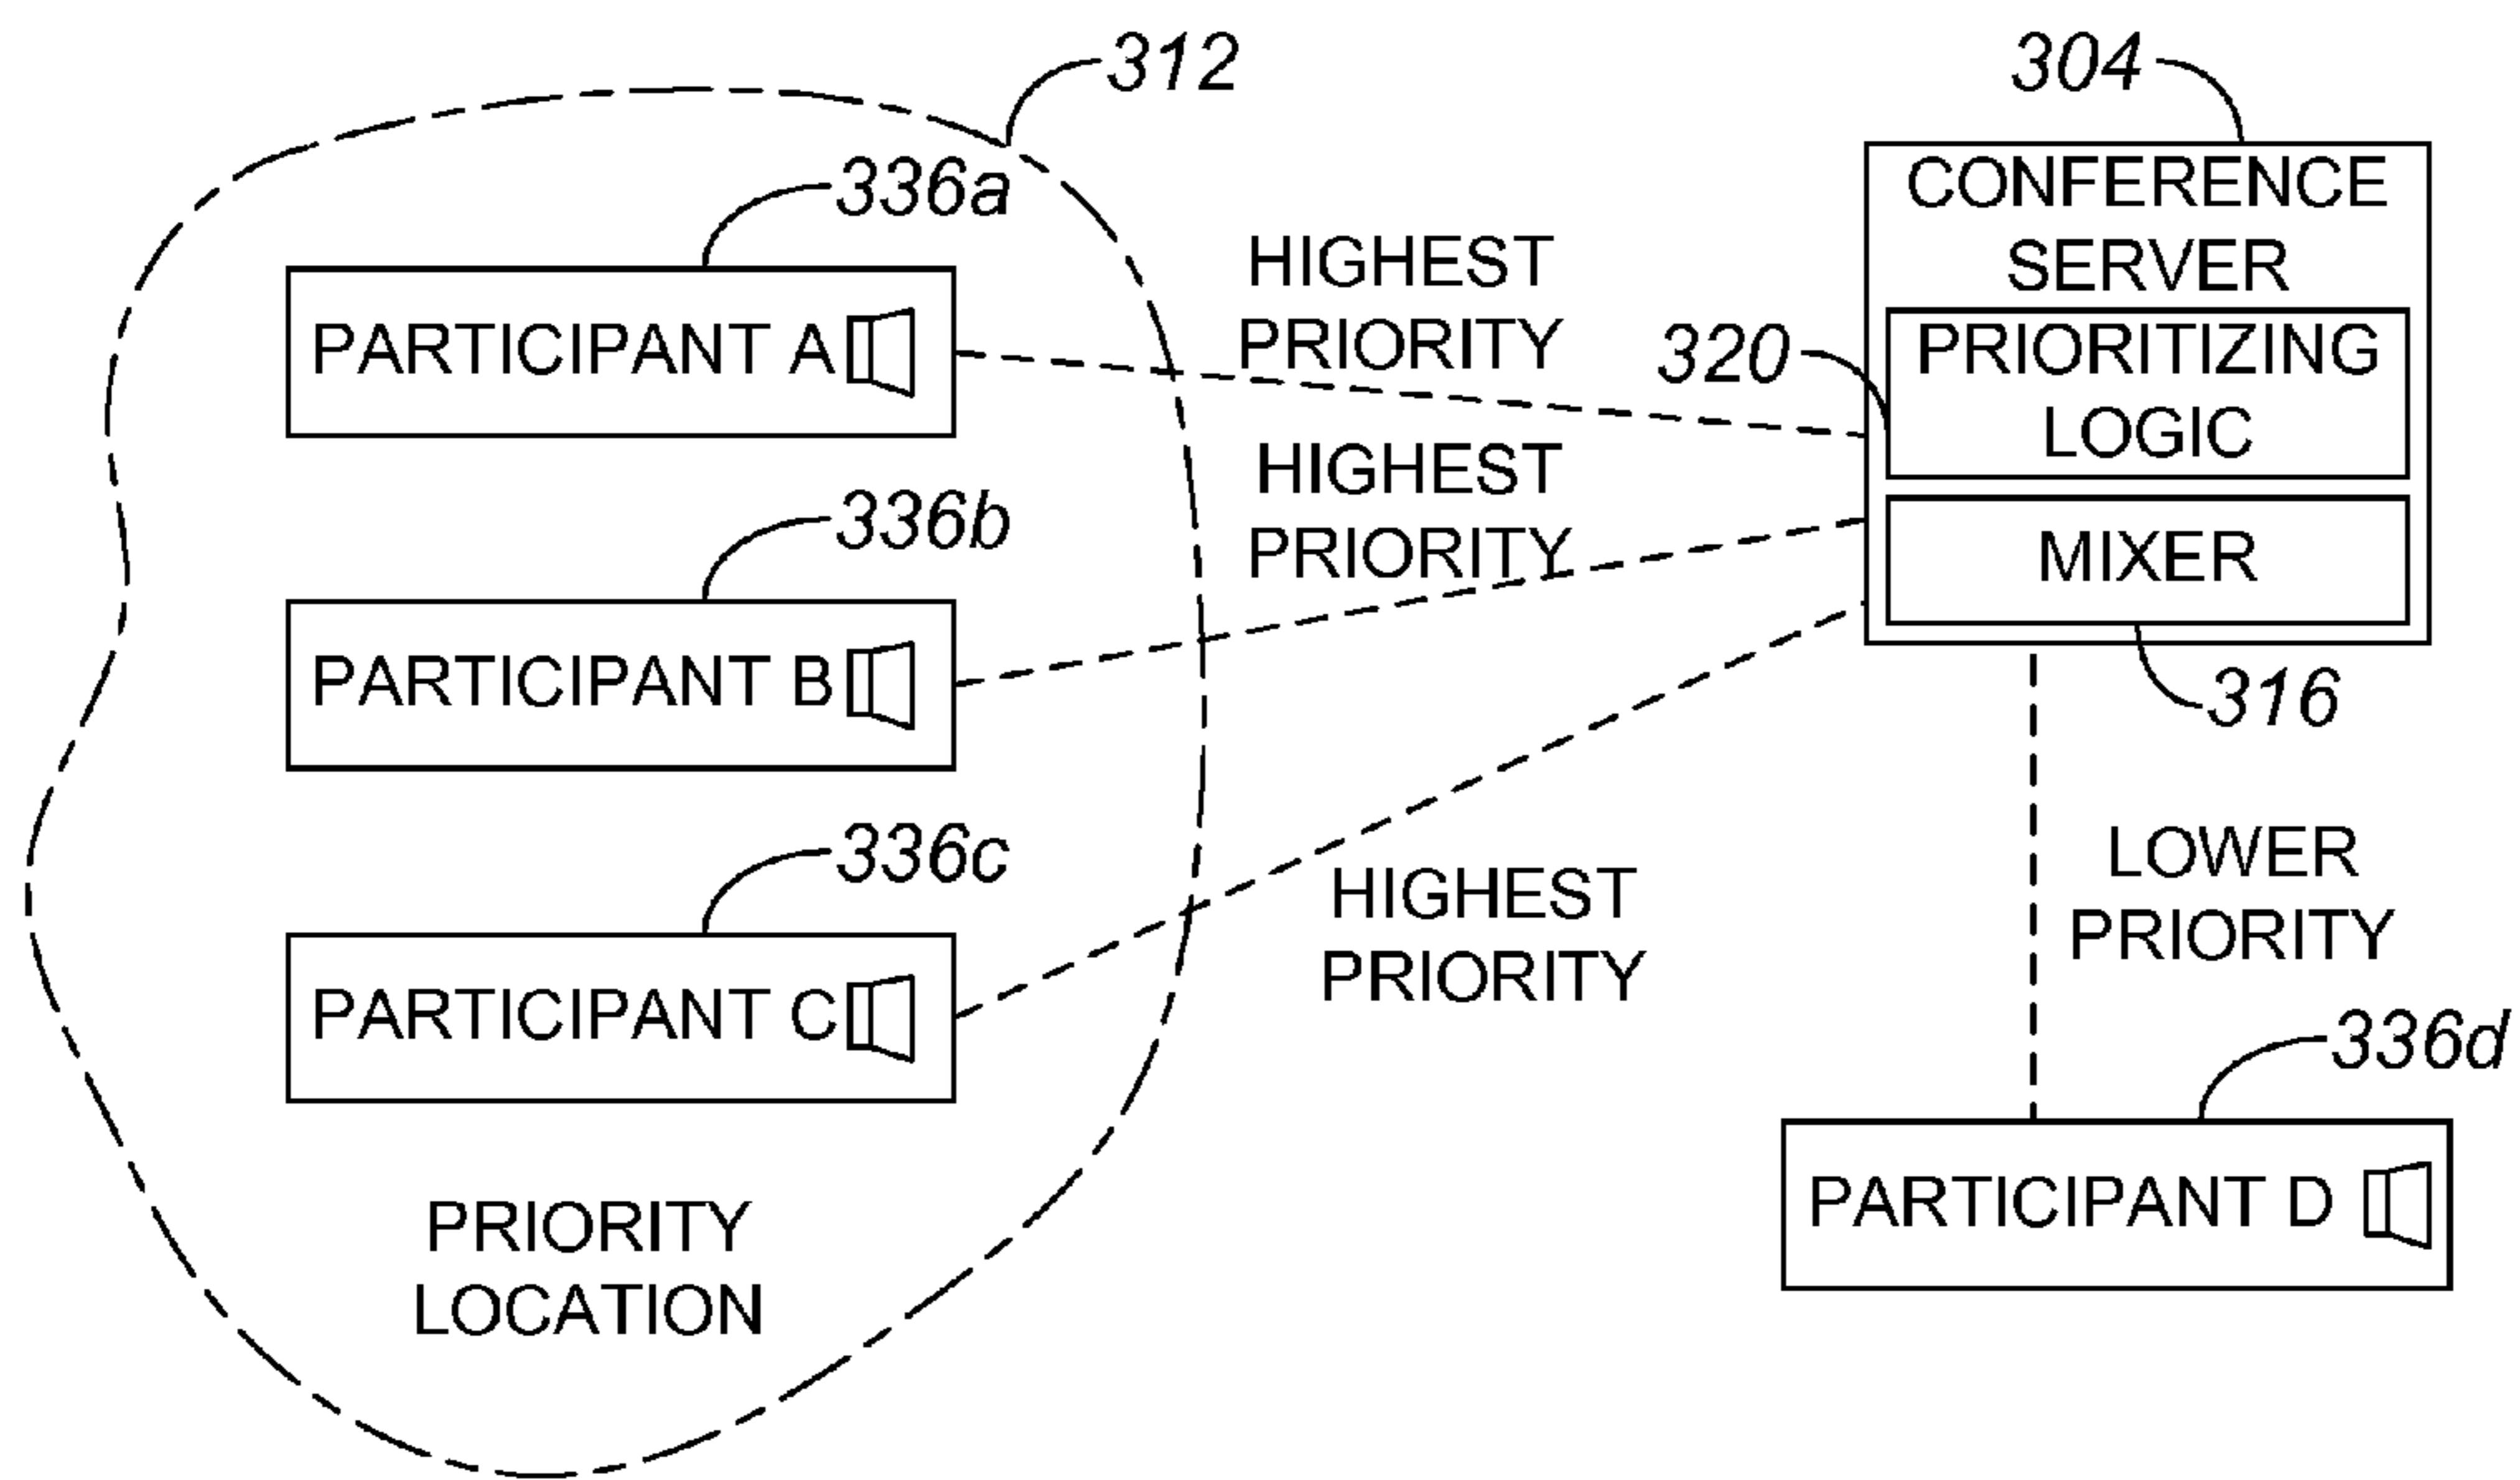 312
304
336a
CONFERENCE
SERVER
HIGHEST
PRIORITY
320
PRIORITIZING
LOGIC
PARTICIPANT A
HIGHEST
PRIORITY
336b
MIXER
PARTICIPANT B
316
336c
LOWER
PRIORITY
HIGHEST
PRIORITY
PARTICIPANT C
336d
PARTICIPANT D
PRIORITY
LOCATION